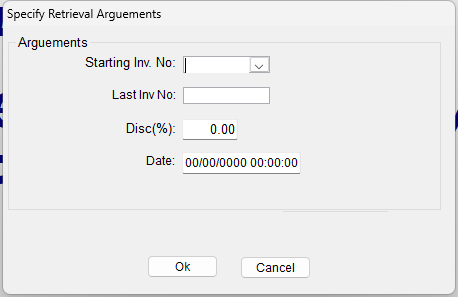 Specify Retrieval Arguements
Arguements
Starting Inv. No:
Last Inv No:
Disc(%): 0.00
Date: 00/00/0000 00:00:00
Ok Cancel